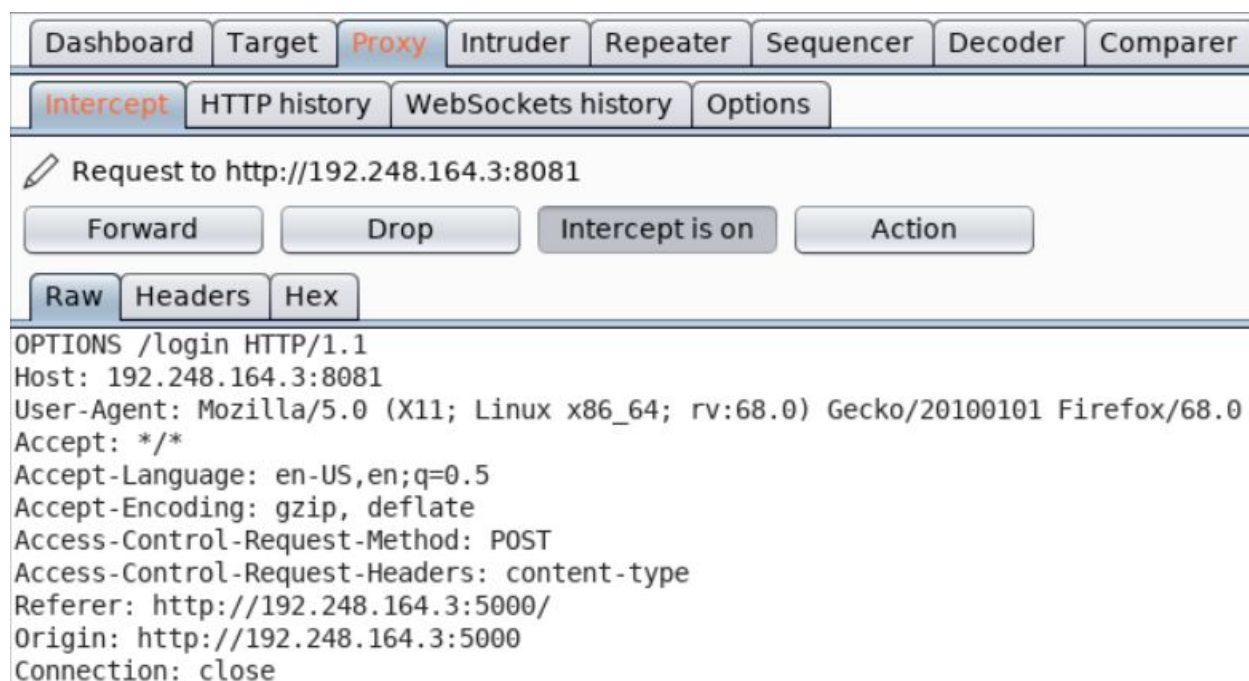 Dashboard Target Proxy Intruder Repeater Sequencer Decoder Comparer
Intercept HTTP history WebSockets history Options
Request to http://192.248.164.3:8081
Forward Drop Intercept is on Action
Raw Headers Hex
OPTIONS /login HTTP/1.1
Host: 192.248.164.3:8081
User-Agent: Mozilla/5.0 (X11; Linux x86_64; rv:68.0) Gecko/20100101 Firefox/68.0
Accept: */*
Accept-Language: en-US,en;q=0.5
Accept-Encoding: gzip, deflate
Access-Control-Request-Method: POST
Access-Control-Request-Headers: content-type
Referer: http://192.248.164.3:5000/
Origin: http://192.248.164.3:5000
Connection: close